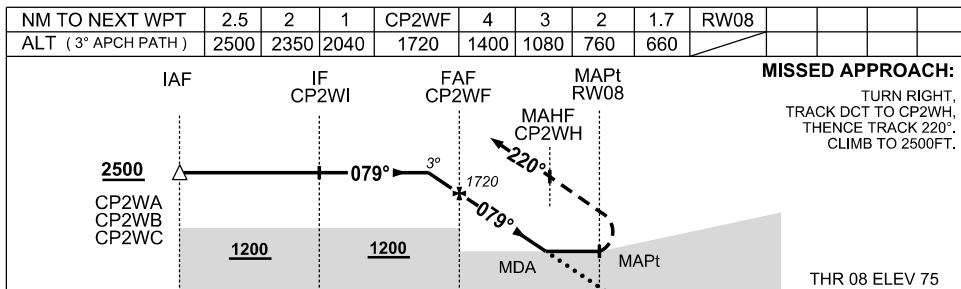 NM TO NEXT WPT 2.5 2 1 CP2WF 4 3 2 1.7 RW08
ALT ( 3° APCH PATH ) 2500 2350 2040 1720 1400 1080 760 660
MISSED APPROACH:
TURN RIGHT,
TRACK DCT TO CP2WH,
THENCE TRACK 220°.
CLIMB TO 2500FT.
IAF
IF
CP2WI
FAF
CP2WF
MAPt
RW08
MAHF
CP2WH
2500
079°
3°
1720
079°
220°
CP2WA
CP2WB
CP2WC
1200
1200
MDA
MAPt
THR 08 ELEV 75